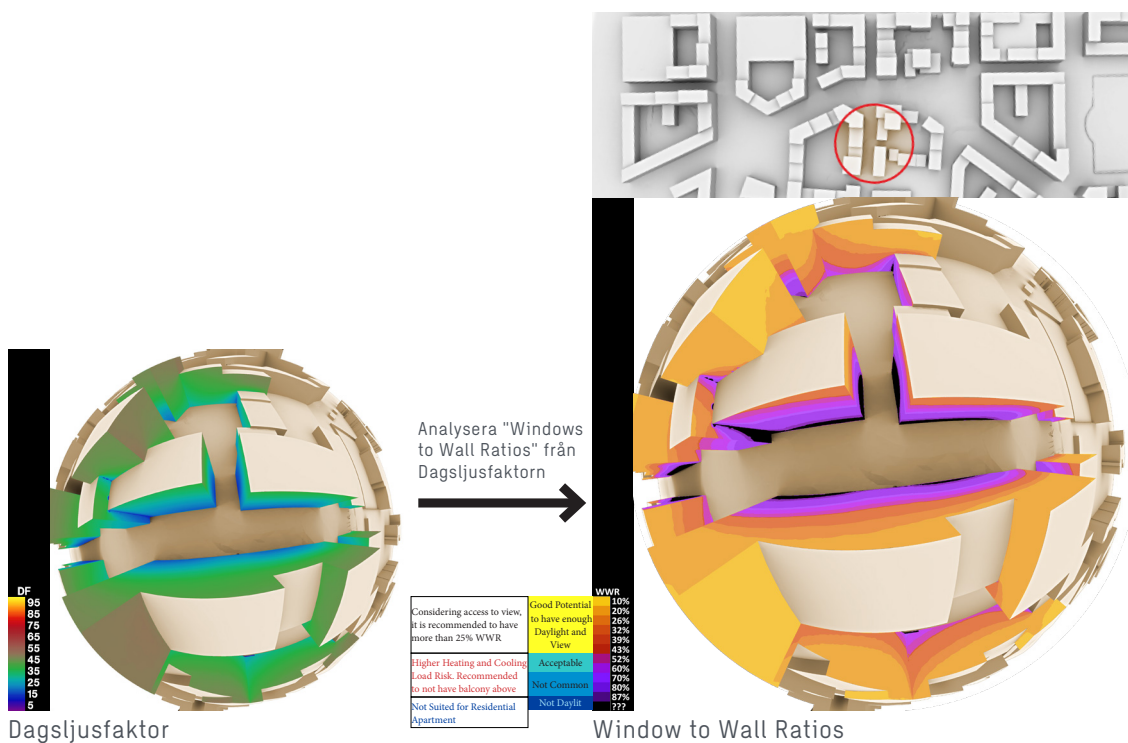 Analysera "Windows
to Wall Ratios" från
Dagsljusfaktorn
DF
95
85
75
65
55
45
35
25
15
5
Dagsljusfaktor
Considering access to view,
it is recommended to have
more than 25% WWR
Higher Heating and Cooling
Load Risk. Recommended
to not have balcony above
Not Suited for Residential
Apartment
Good Potential
to have enough
Daylight and
View
Acceptable
Not Common
Not Daylit
WWR
10%
20%
26%
32%
39%
43%
52%
60%
70%
80%
87%
???
Window to Wall Ratios